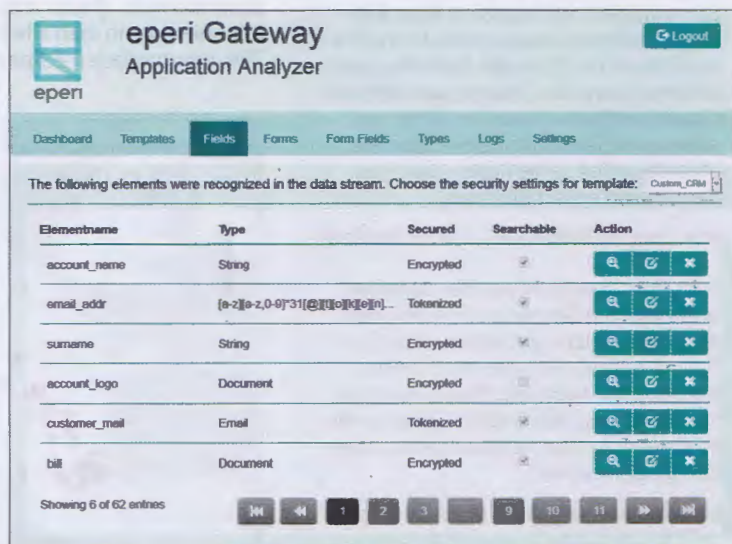 eperi Gateway
Logout
Application Analyzer
eperi
Dashboard Templates Fields Forms Form Fields Types Logs Settings
The following elements were recognized in the data stream. Choose the security settings for template: Custom_CRM
Elementname Type Secured Searchable Action
account_name String Encrypted
email_addr [a-z][a-z,0-9]*31[@][t][o][k][e][n]... Tokenized
surname String Encrypted
account_logo Document Encrypted
customer_mail Email Tokenized
bill Document Encrypted
Showing 6 of 62 entries 1 2 3 ... 9 10 11